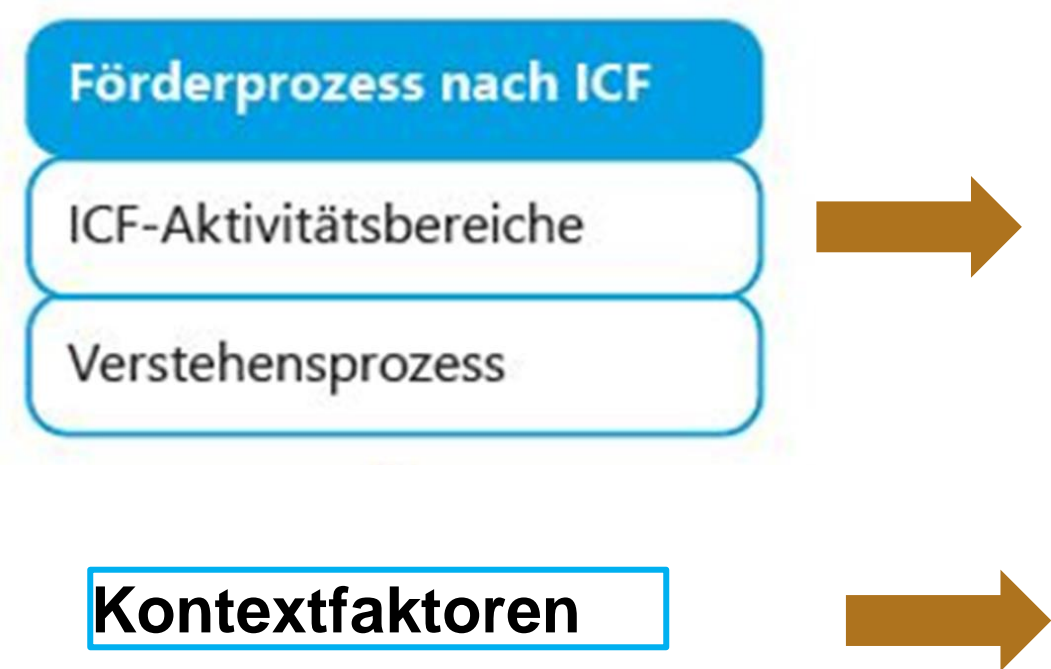 Förderprozess nach ICF
ICF-Aktivitätsbereiche
Verstehensprozess
Kontextfaktoren